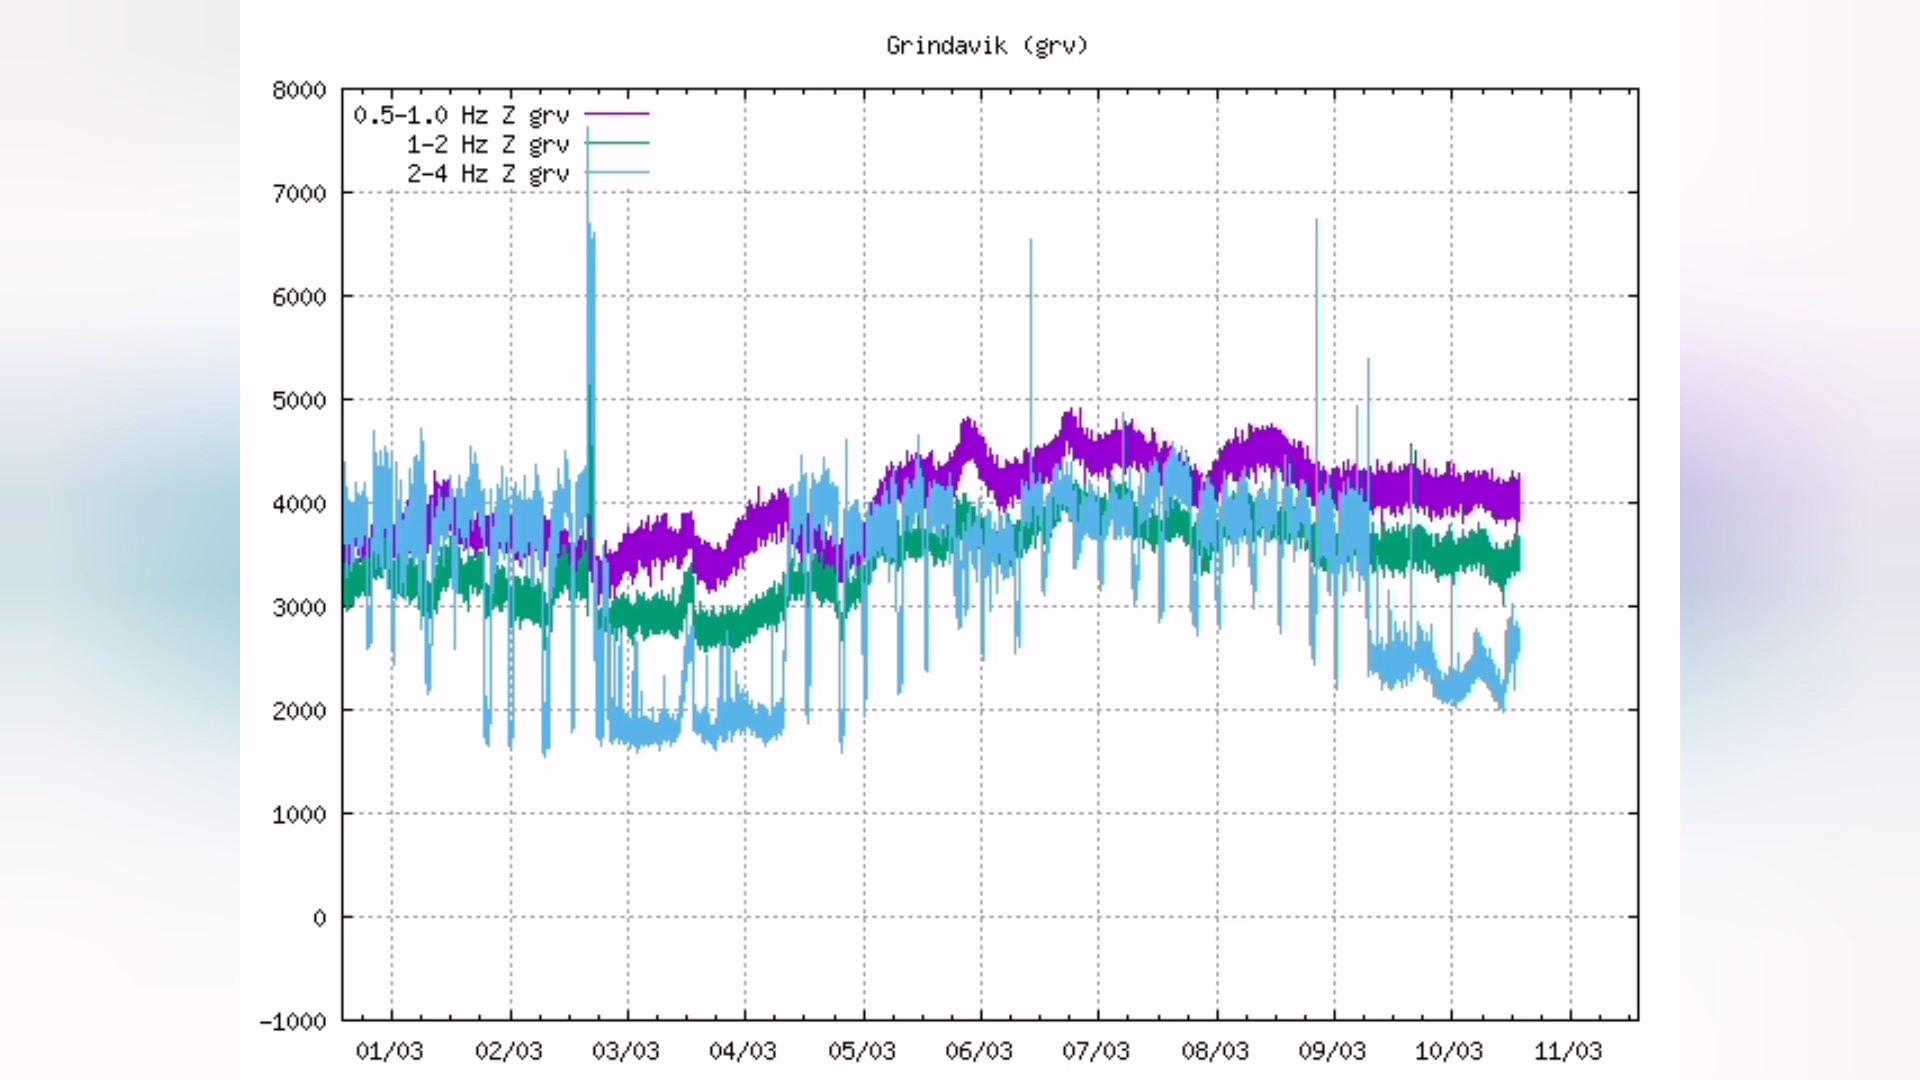 Grindavik (grv)
8000
0.5-1.0 Hz Z grv
1-2 Hz Z grv
2-4 Hz Z grv
7000
6000
5000
4000
3000
2000
1000
0
-1000
01/03 02/03 03/03 04/03 05/03 06/03 07/03 08/03 09/03 10/03 11/03